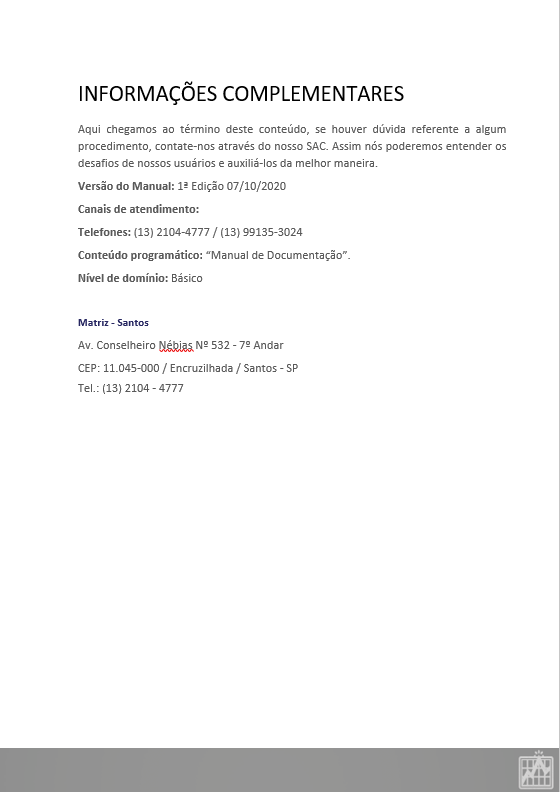 INFORMAÇÕES COMPLEMENTARES
Aqui chegamos ao término deste conteúdo, se houver dúvida referente a algum
procedimento, contate-nos através do nosso SAC. Assim nós poderemos entender os
desafios de nossos usuários e auxiliá-los da melhor maneira.
Versão do Manual: 1ª Edição 07/10/2020
Canais de atendimento:
Telefones: (13) 2104-4777 / (13) 99135-3024
Conteúdo programático: “Manual de Documentação”.
Nível de domínio: Básico
Matriz - Santos
Av. Conselheiro Nébias Nº 532 - 7º Andar
CEP: 11.045-000 / Encruzilhada / Santos - SP
Tel.: (13) 2104 - 4777